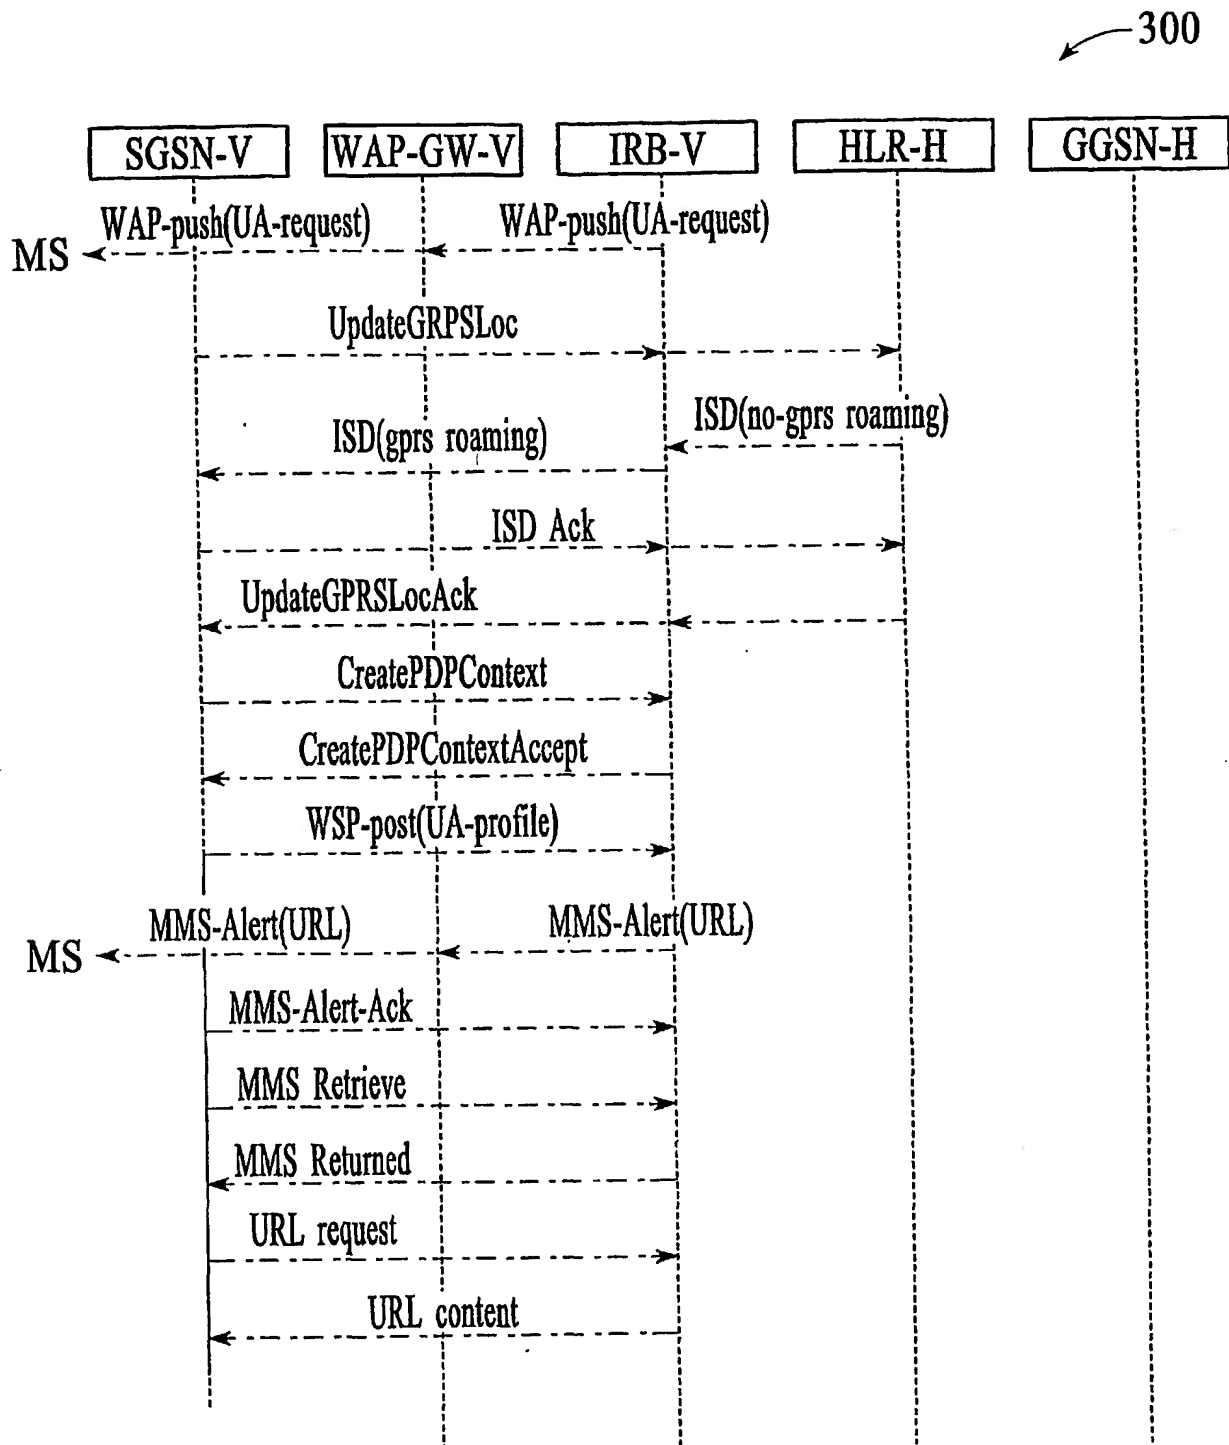 300
SGSN-V WAP-GW-V IRB-V HLR-H GGSN-H
WAP-push(UA-request) WAP-push(UA-request)
MS
UpdateGRPSLoc
ISD(no-gprs roaming)
ISD(gprs roaming)
ISD Ack
UpdateGPRSLocAck
CreatePDPContext
CreatePDPContextAccept
WSP-post(UA-profile)
MMS-Alert(URL) MMS-Alert(URL)
MS
MMS-Alert-Ack
MMS Retrieve
MMS Returned
URL request
URL content